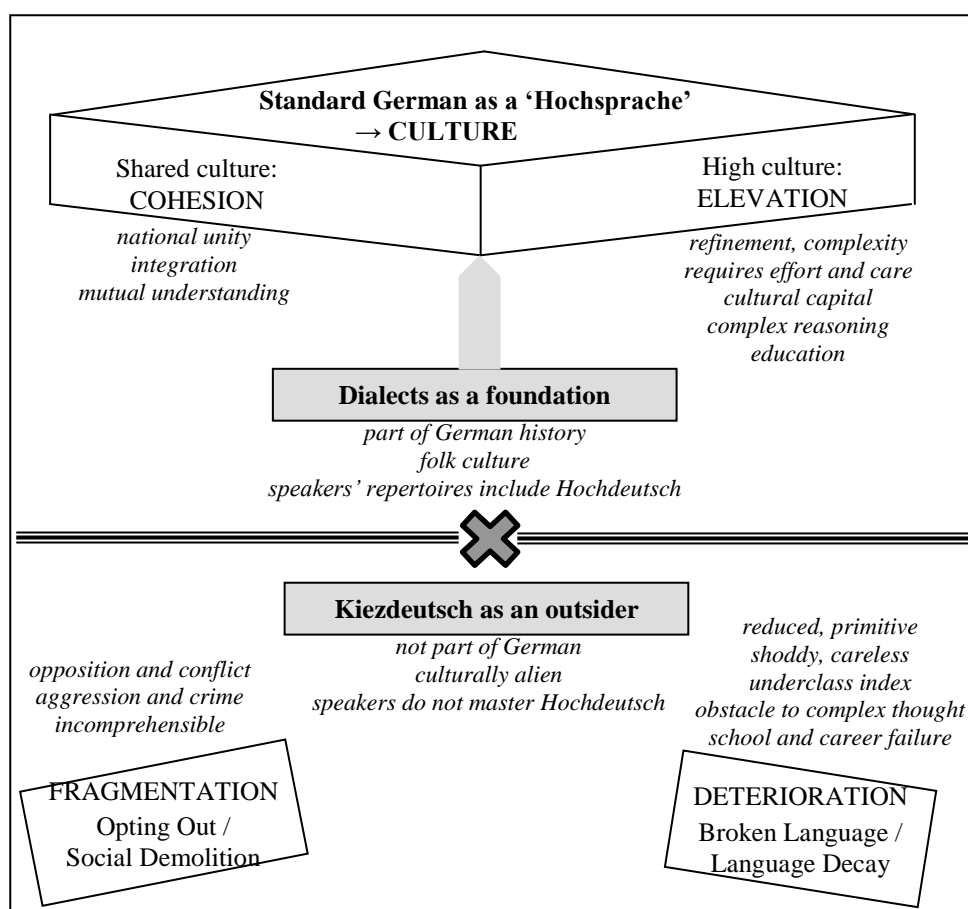 Standard German as a ‘Hochsprache’
→ CULTURE
Shared culture:
COHESION
national unity
integration
mutual understanding
High culture:
ELEVATION
refinement, complexity
requires effort and care
cultural capital
complex reasoning
education
Dialects as a foundation
part of German history
folk culture
speakers’ repertoires include Hochdeutsch
Kiezdeutsch as an outsider
not part of German
culturally alien
speakers do not master Hochdeutsch
opposition and conflict
aggression and crime
incomprehensible
FRAGMENTATION
Opting Out /
Social Demolition
reduced, primitive
shoddy, careless
underclass index
obstacle to complex thought
school and career failure
DETERIORATION
Broken Language /
Language Decay